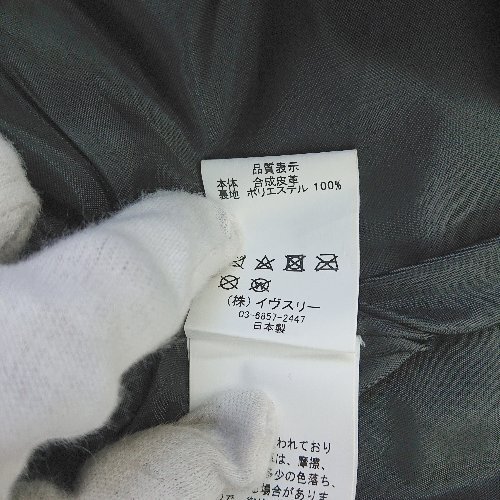 品質表示
本体 合成皮革
裏地 ポリエステル 100%
(株)イヴスリー
03-6857-2447
日本製
われており
は、摩擦、
多少の色落ち、
場合がありま